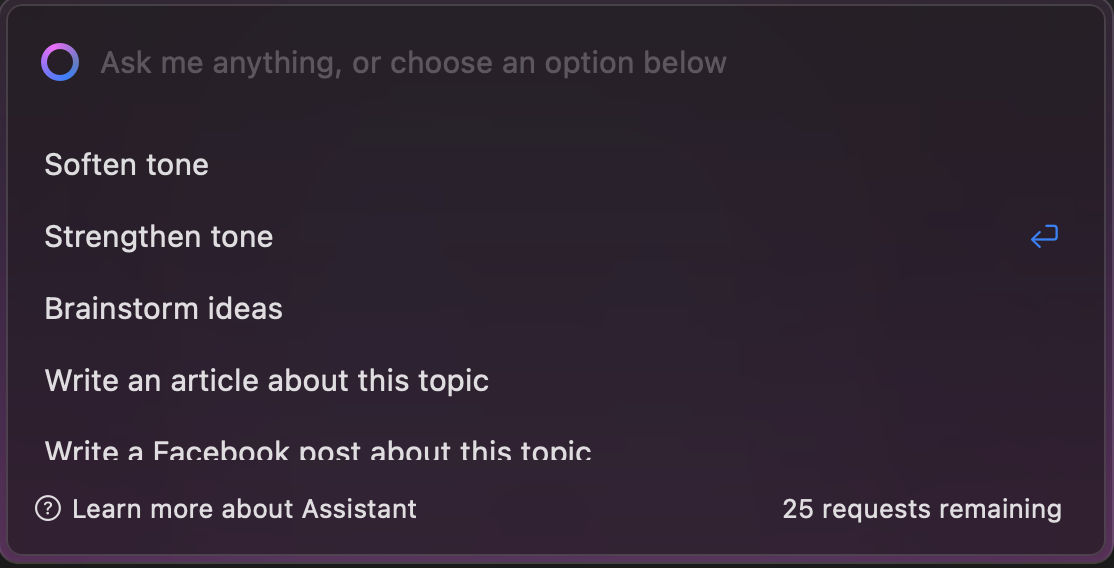 Ask me anything, or choose an option below
Soften tone
Strengthen tone
Brainstorm ideas
Write an article about this topic
Write a Facebook post about this topic
? Learn more about Assistant
25 requests remaining